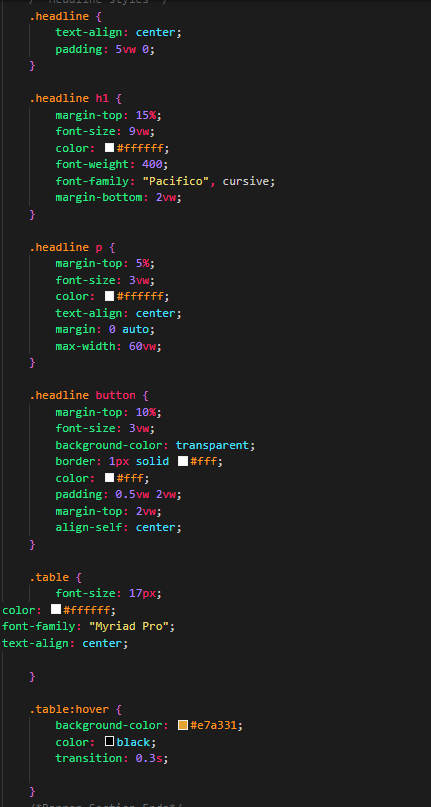 /* Headline styles */
.headline {
text-align: center;
padding: 5vw 0;
}
.headline h1 {
margin-top: 15%;
font-size: 9vw;
color: #ffffff;
font-weight: 400;
font-family: "Pacifico", cursive;
margin-bottom: 2vw;
}
.headline p {
margin-top: 5%;
font-size: 3vw;
color: #ffffff;
text-align: center;
margin: 0 auto;
max-width: 60vw;
}
.headline button {
margin-top: 10%;
font-size: 3vw;
background-color: transparent;
border: 1px solid #fff;
color: #fff;
padding: 0.5vw 2vw;
margin-top: 2vw;
align-self: center;
}
.table {
font-size: 17px;
color: #ffffff;
font-family: "Myriad Pro";
text-align: center;
}
.table:hover {
background-color: #e7a331;
color: black;
transition: 0.3s;
}
Section Ends*/